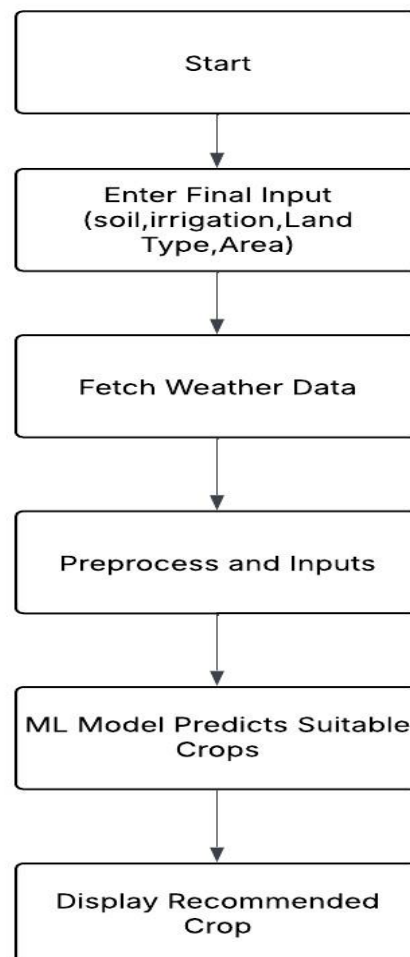 Start
Enter Final Input
(soil,irrigation,Land
Type,Area)
Fetch Weather Data
Preprocess and Inputs
ML Model Predicts Suitable
Crops
Display Recommended
Crop